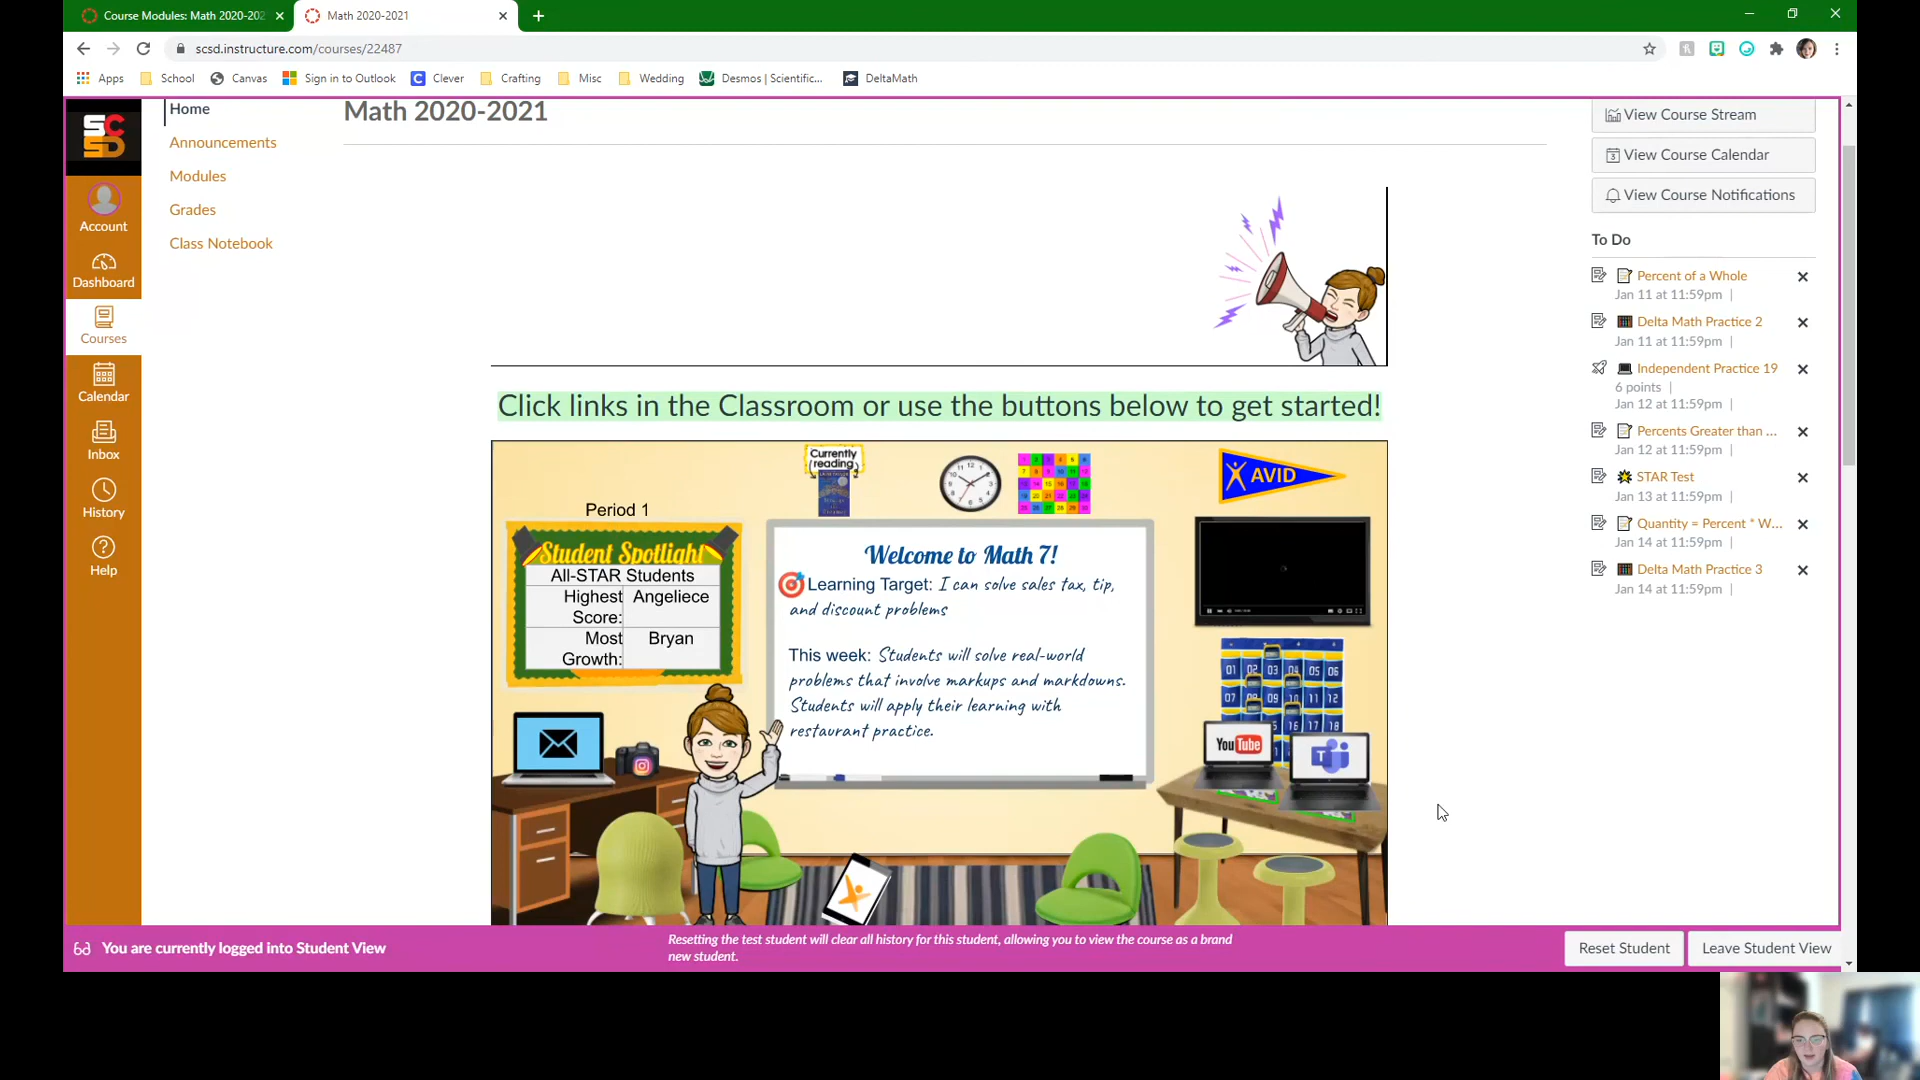 Course Modules: Math 2020-202
Math 2020-2021
scsd.instructure.com/courses/22487
Apps
School
Canvas
Sign in to Outlook
Clever
Crafting
Misc
Wedding
Desmos | Scientific...
DeltaMath
SC
SD
Account
Dashboard
Courses
Calendar
Inbox
History
Help
Home
Announcements
Modules
Grades
Class Notebook
Math 2020-2021
Click links in the Classroom or use the buttons below to get started!
Currently
reading
AVID
Period 1
Student Spotlight
All-STAR Students
Highest Score: Angeliece
Most Growth: Bryan
Welcome to Math 7!
Learning Target: I can solve sales tax, tip,
and discount problems
This week: Students will solve real-world
problems that involve markups and markdowns.
Students will apply their learning with
restaurant practice.
01 02 03 04 05 06
07 08 09 10 11 12
15 16 17 18
YouTube
View Course Stream
View Course Calendar
View Course Notifications
To Do
Percent of a Whole
Jan 11 at 11:59pm |
Delta Math Practice 2
Jan 11 at 11:59pm |
Independent Practice 19
6 points |
Jan 12 at 11:59pm |
Percents Greater than ...
Jan 12 at 11:59pm |
STAR Test
Jan 13 at 11:59pm |
Quantity = Percent * W...
Jan 14 at 11:59pm |
Delta Math Practice 3
Jan 14 at 11:59pm |
You are currently logged into Student View
Resetting the test student will clear all history for this student, allowing you to view the course as a brand
new student.
Reset Student
Leave Student View